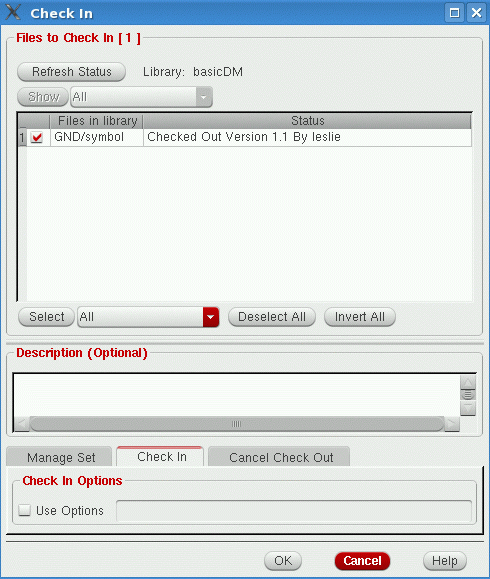 Check In
Files to Check In [ 1 ]
Refresh Status Library: basicDM
Show All
Files in library Status
1 GND/symbol Checked Out Version 1.1 By leslie
Select All Deselect All Invert All
Description (Optional)
Manage Set Check In Cancel Check Out
Check In Options
Use Options
OK Cancel Help